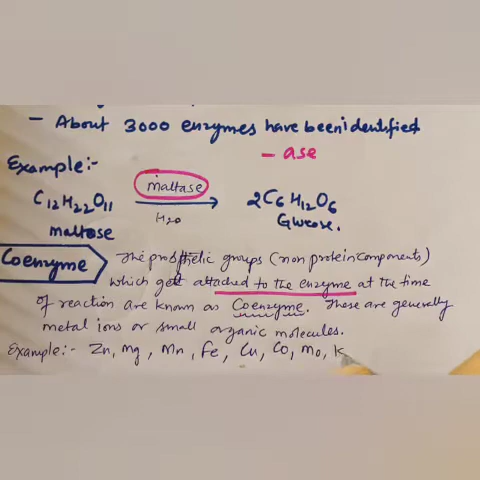 - About 3000 enzymes have been identified
- ase
Example:-
C12H22O11 maltase → 2C6H12O6
H2O
maltase Glucose.
Coenzyme The prosthetic groups (non protein components)
which get attached to the enzyme at the time
of reaction are known as Coenzyme. These are generally
metal ions or small organic molecules.
Example:- Zn, Mg, Mn, Fe, Cu, Co, Mo, K